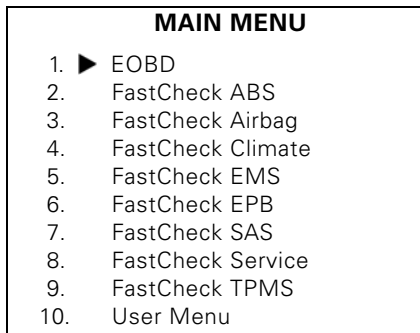 MAIN MENU
1. ▶ EOBD
2. FastCheck ABS
3. FastCheck Airbag
4. FastCheck Climate
5. FastCheck EMS
6. FastCheck EPB
7. FastCheck SAS
8. FastCheck Service
9. FastCheck TPMS
10. User Menu